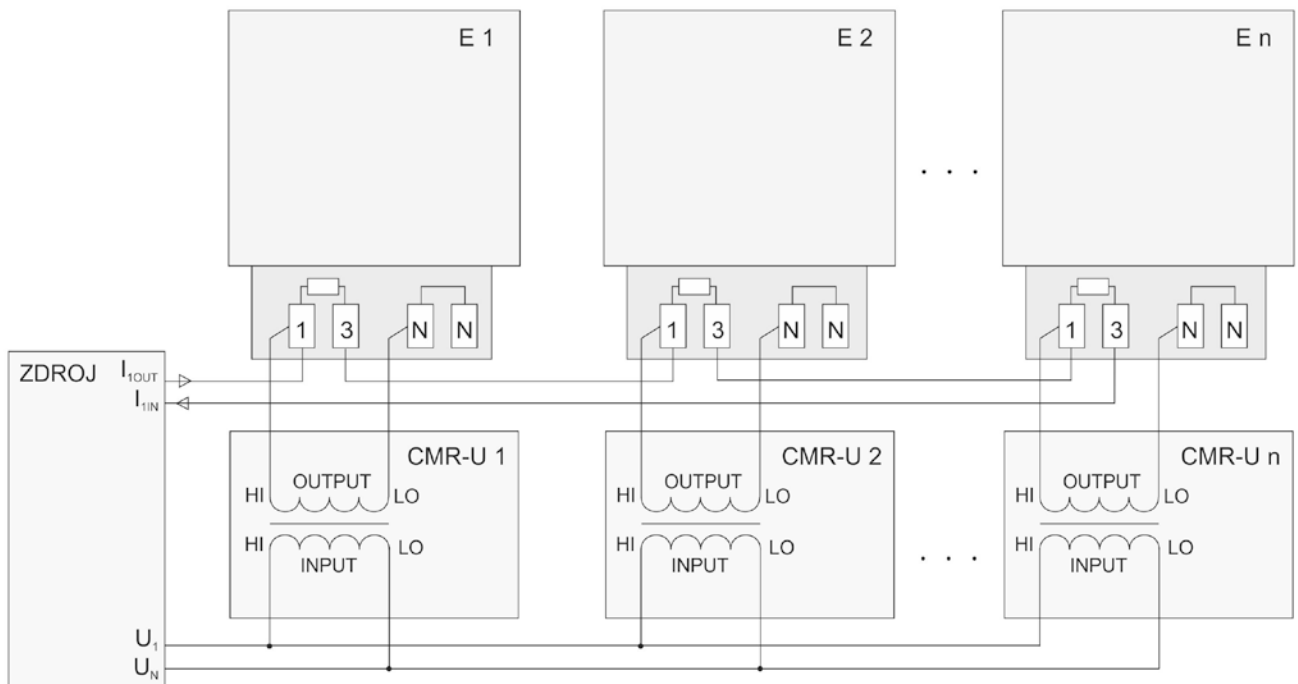 E 1
E 2
E n
. . .
1 3 N N
1 3 N N
1 3 N N
ZDROJ
I1OUT
I1IN
CMR-U 1
CMR-U 2
CMR-U n
HI OUTPUT LO
HI OUTPUT LO
HI OUTPUT LO
HI INPUT LO
HI INPUT LO
. . .
HI INPUT LO
U1
UN